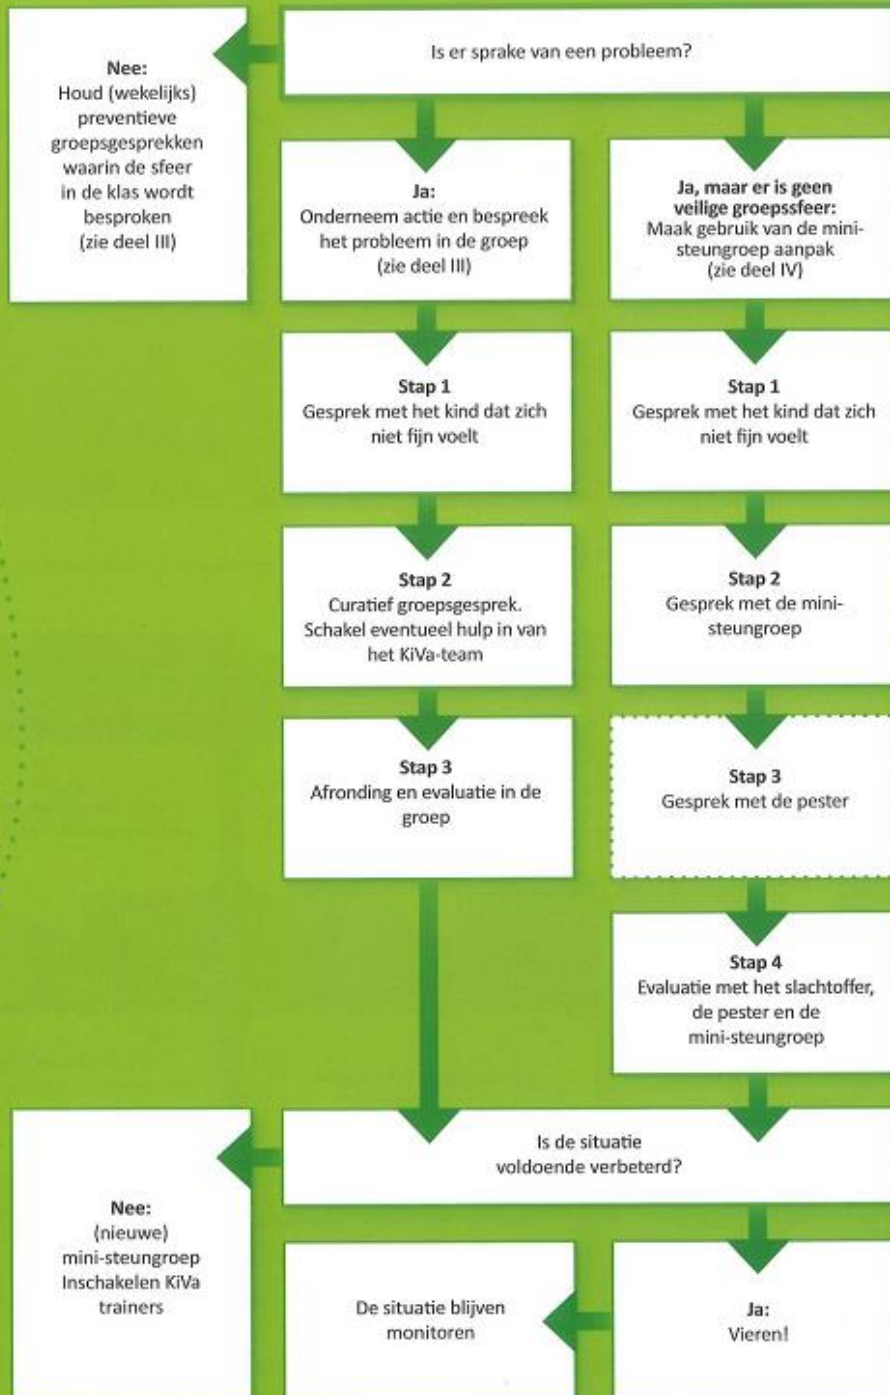 Is er sprake van een probleem?
Nee:
Houd (wekelijks)
preventieve
groepsgesprekken
waarin de sfeer
in de klas wordt
besproken
(zie deel III)
Ja:
Onderneem actie en bespreek
het probleem in de groep
(zie deel III)
Ja, maar er is geen
veilige groepssfeer:
Maak gebruik van de mini-
steungroep aanpak
(zie deel IV)
Stap 1
Gesprek met het kind dat zich
niet fijn voelt
Stap 1
Gesprek met het kind dat zich
niet fijn voelt
Stap 2
Curatief groepsgesprek.
Schakel eventueel hulp in van
het KiVa-team
Stap 2
Gesprek met de mini-
steungroep
Stap 3
Afronding en evaluatie in de
groep
Stap 3
Gesprek met de pester
Stap 4
Evaluatie met het slachtoffer,
de pester en de
mini-steungroep
Is de situatie
voldoende verbeterd?
Nee:
(nieuwe)
mini-steungroep
Inschakelen KiVa
trainers
De situatie blijven
monitoren
Ja:
Vieren!